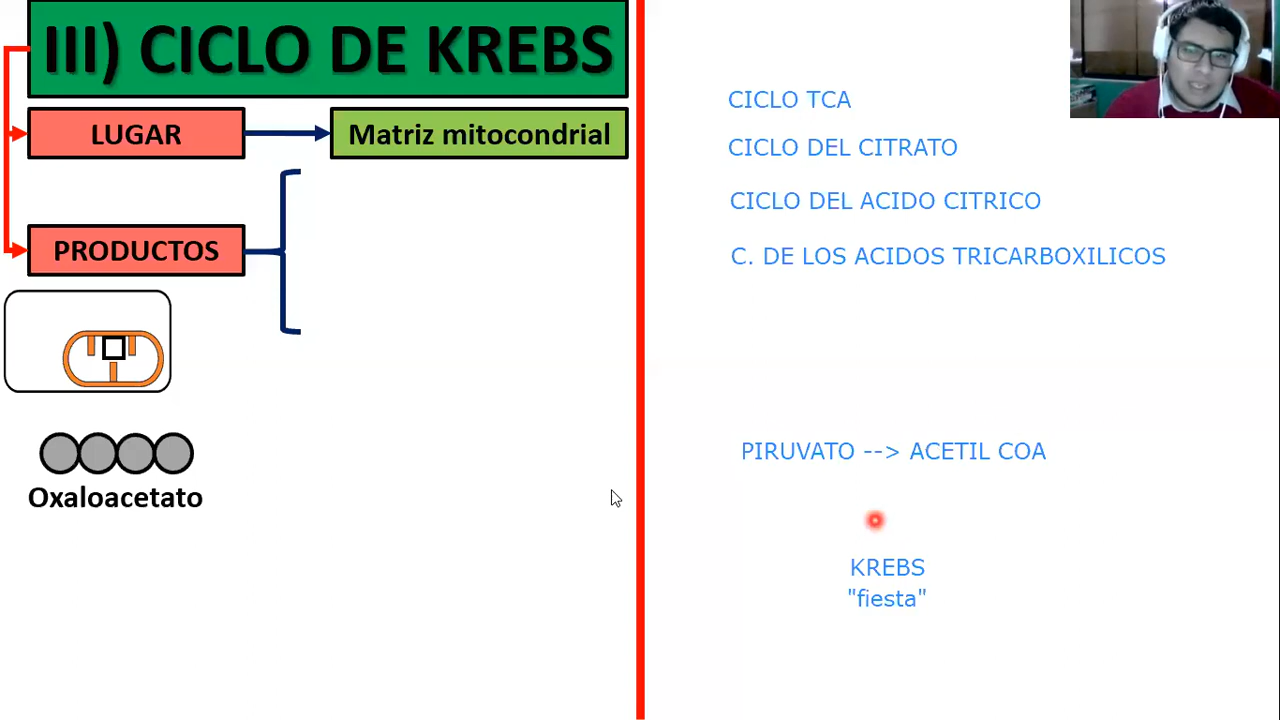 III) CICLO DE KREBS
LUGAR
Matriz mitocondrial
PRODUCTOS
Oxaloacetato
CICLO TCA
CICLO DEL CITRATO
CICLO DEL ACIDO CITRICO
C. DE LOS ACIDOS TRICARBOXILICOS
PIRUVATO --> ACETIL COA
KREBS
"fiesta"